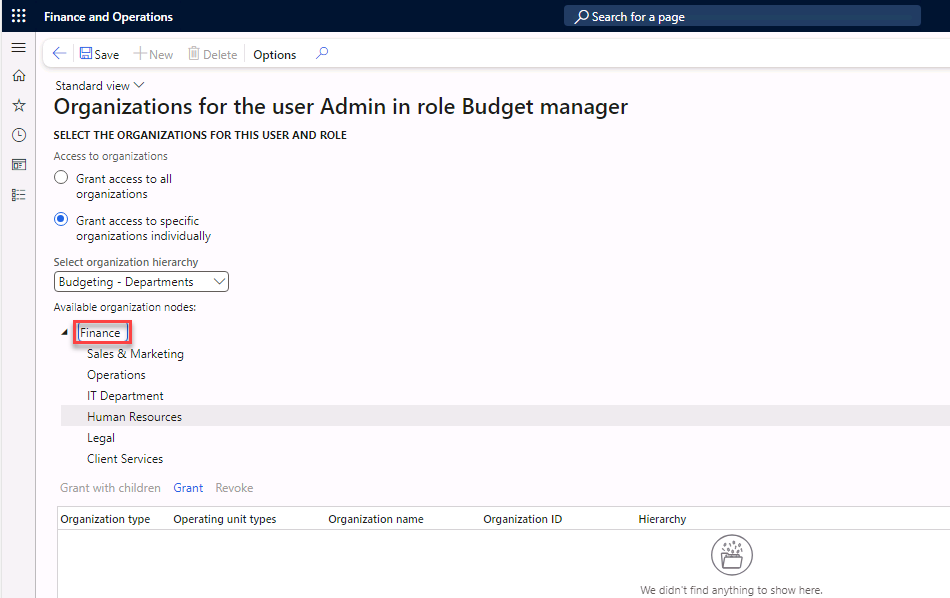 Finance and Operations
Search for a page
Save
New
Delete
Options
Standard view
Organizations for the user Admin in role Budget manager
SELECT THE ORGANIZATIONS FOR THIS USER AND ROLE
Access to organizations
Grant access to all
organizations
Grant access to specific
organizations individually
Select organization hierarchy
Budgeting - Departments
Available organization nodes:
Finance
Sales & Marketing
Operations
IT Department
Human Resources
Legal
Client Services
Grant with children Grant Revoke
Organization type Operating unit types Organization name Organization ID Hierarchy
We didn't find anything to show here.